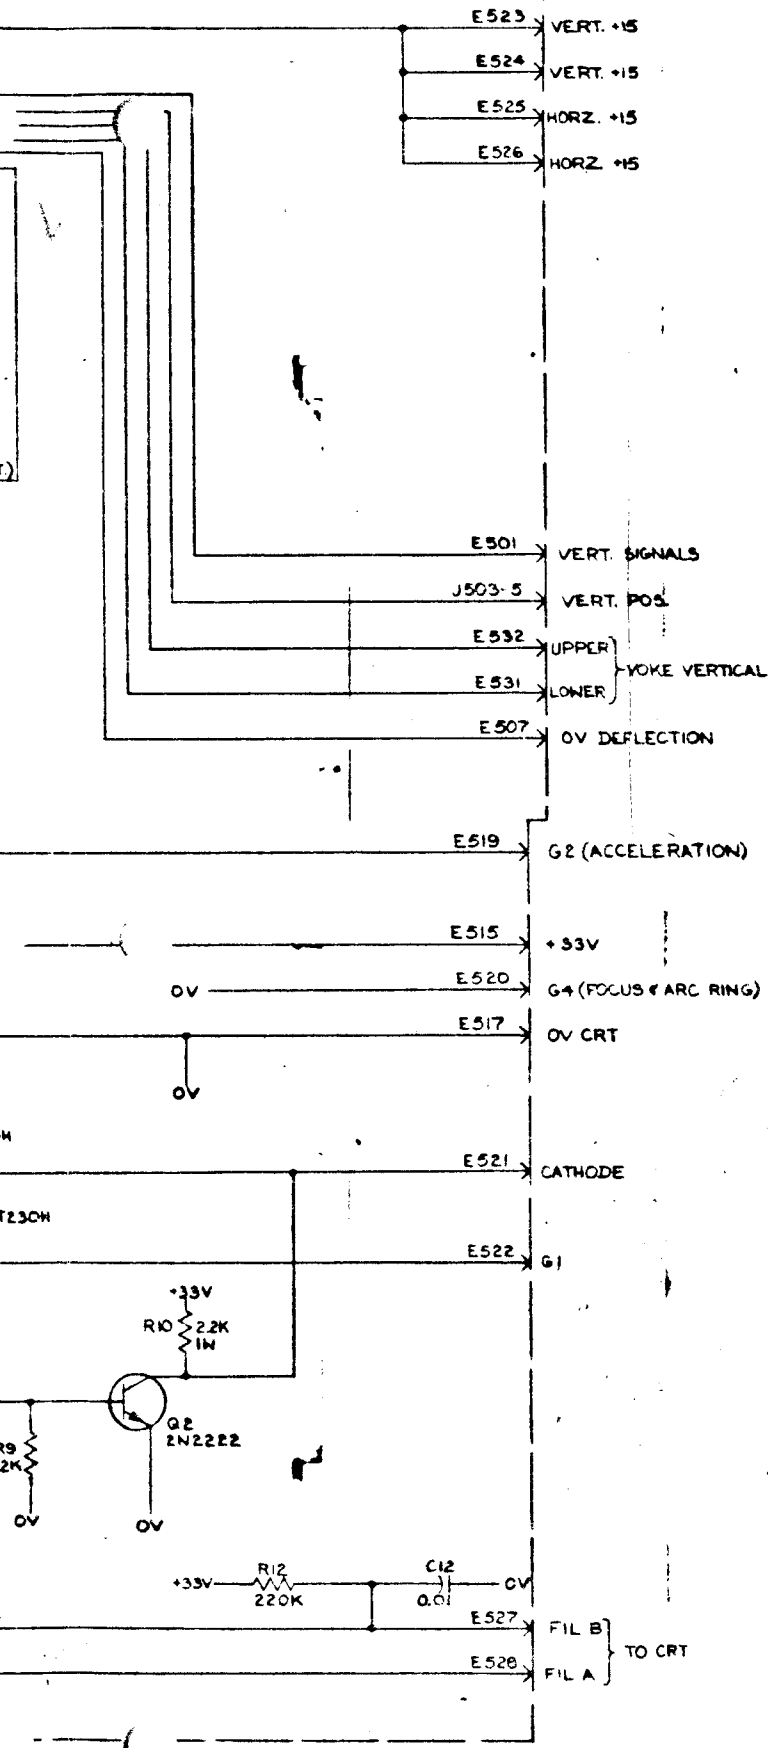 E523 VERT. +15
E524 VERT. +15
E525 HORZ. +15
E526 HORZ. +15
E501 VERT. SIGNALS
J503-5 VERT. POS.
E532 UPPER
YOKE VERTICAL
E531 LOWER
E507 0V DEFLECTION
E519 G2 (ACCELERATION)
E515 +33V
0V E520 G4 (FOCUS & ARC RING)
E517 0V CRT
0V
E521 CATHODE
T230H
E522 G1
+33V
R10 2.2K
1W
Q2
2N2222
R9
2K
0V
0V
R12 C12
+33V 0V
220K 0.01
E527 FIL B
TO CRT
E528 FIL A